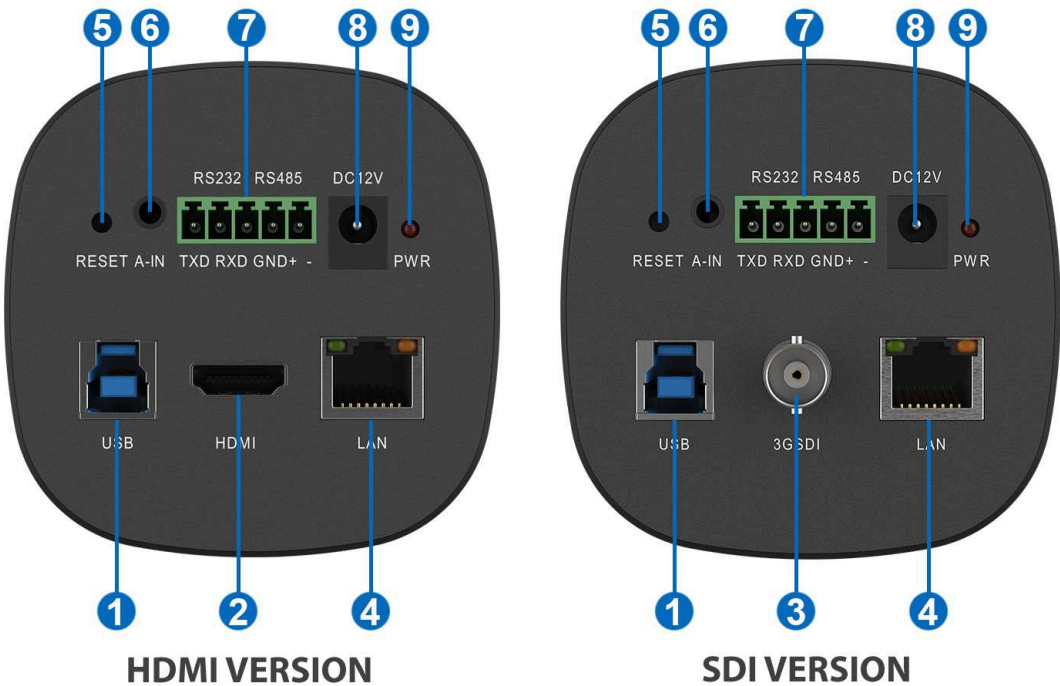 5 6 7 8 9 5 6 7 8 9
RS232 RS485 DC12V RS232 RS485 DC12V
RESET A-IN TXD RXD GND+ - PWR RESET A-IN TXD RXD GND+ - PWR
USB HDMI LAN USB 3GSDI LAN
1 2 4 1 3 4
HDMI VERSION SDI VERSION